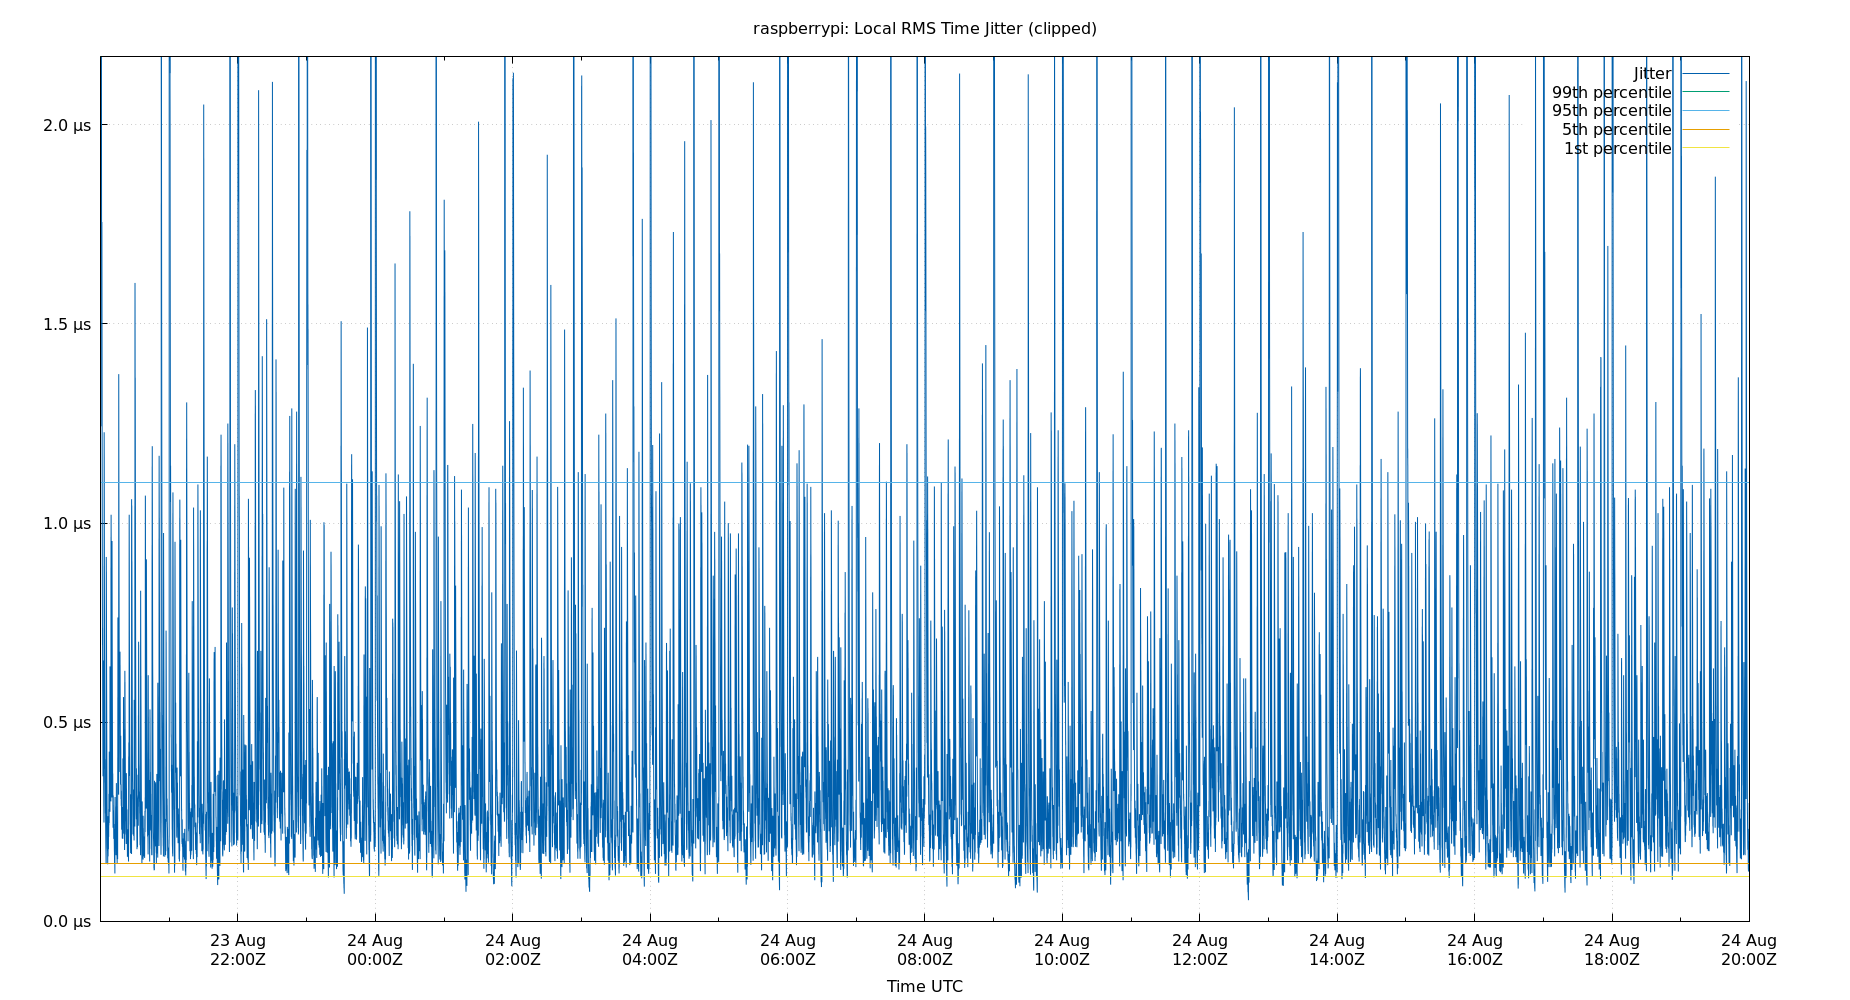 raspberrypi: Local RMS Time Jitter (clipped)
Jitter
99th percentile
95th percentile
5th percentile
1st percentile
2.0 µs
1.5 µs
1.0 µs
0.5 µs
0.0 µs
23 Aug 24 Aug 24 Aug 24 Aug 24 Aug 24 Aug 24 Aug 24 Aug 24 Aug 24 Aug 24 Aug 24 Aug
22:00Z 00:00Z 02:00Z 04:00Z 06:00Z 08:00Z 10:00Z 12:00Z 14:00Z 16:00Z 18:00Z 20:00Z
Time UTC